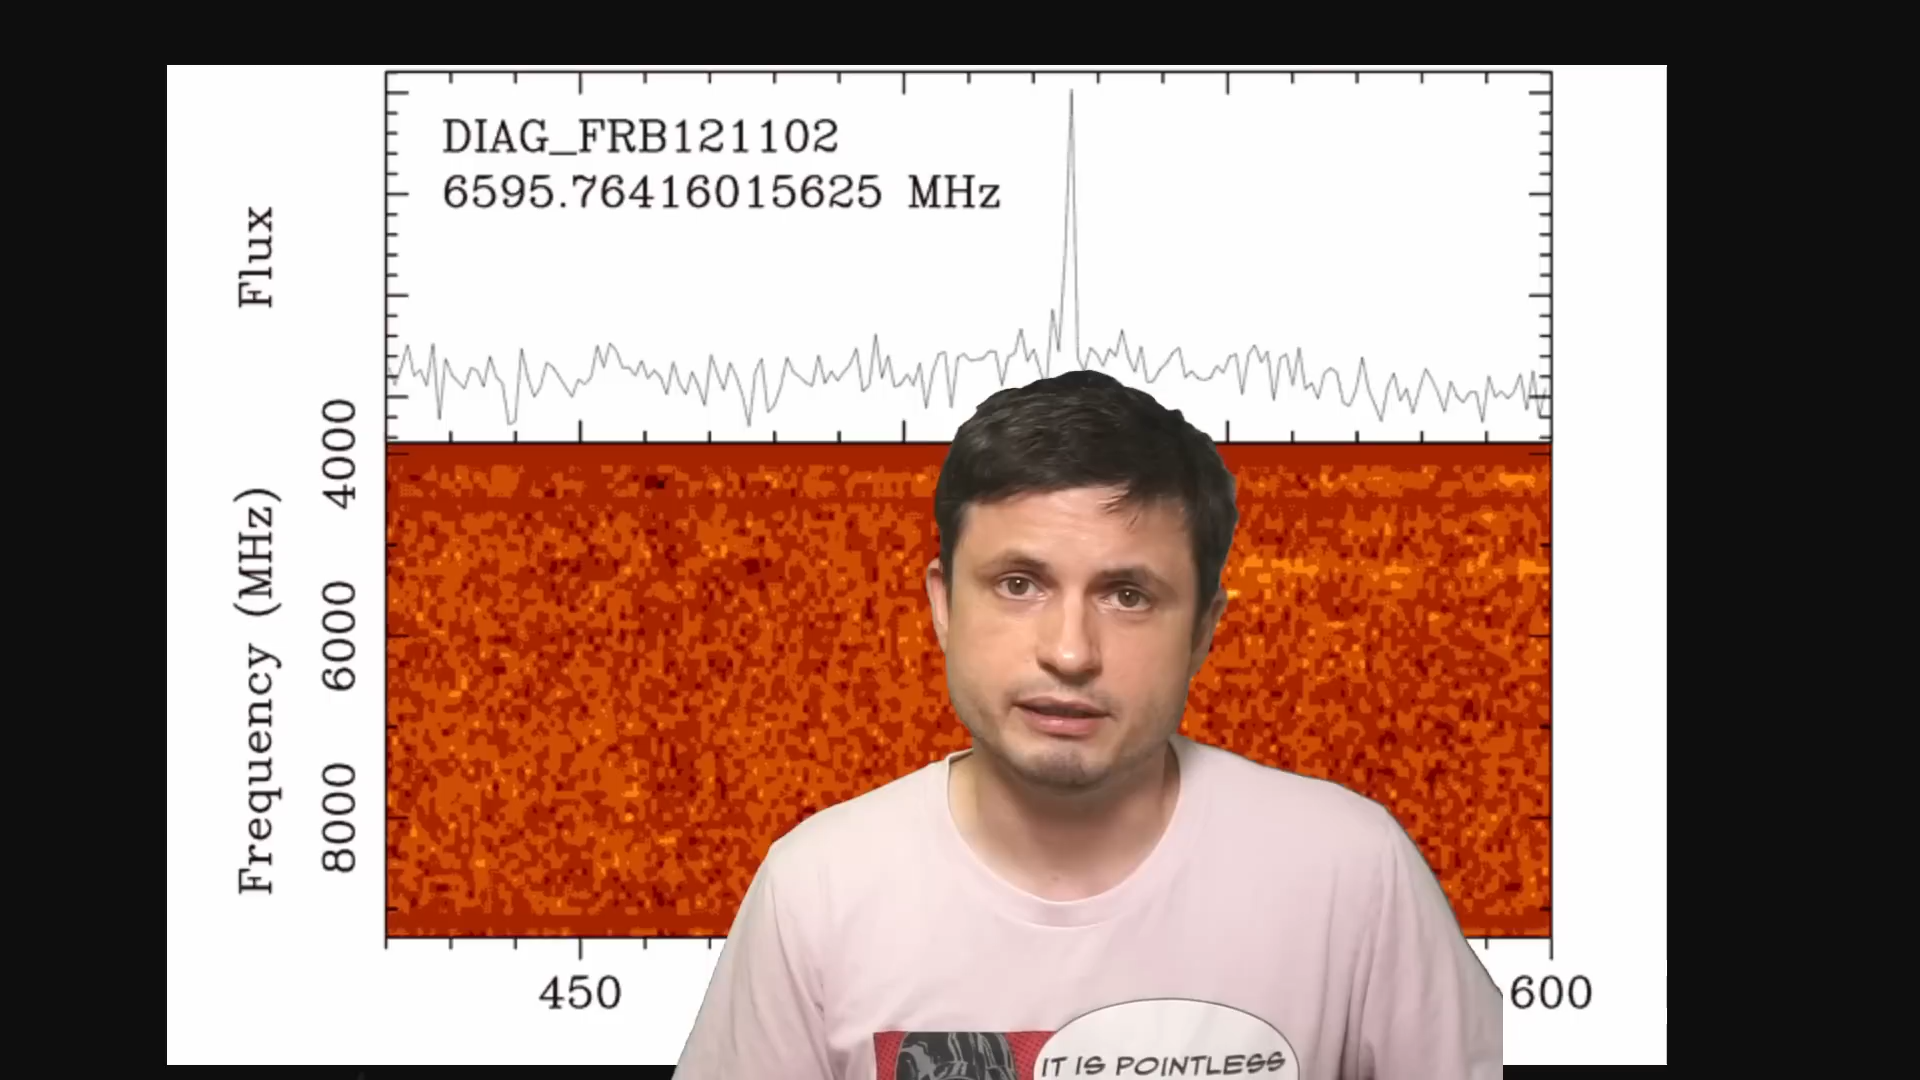 DIAG_FRB121102
6595.76416015625 MHz
Flux
Frequency (MHz)
4000
6000
8000
450
600
IT IS POINTLESS